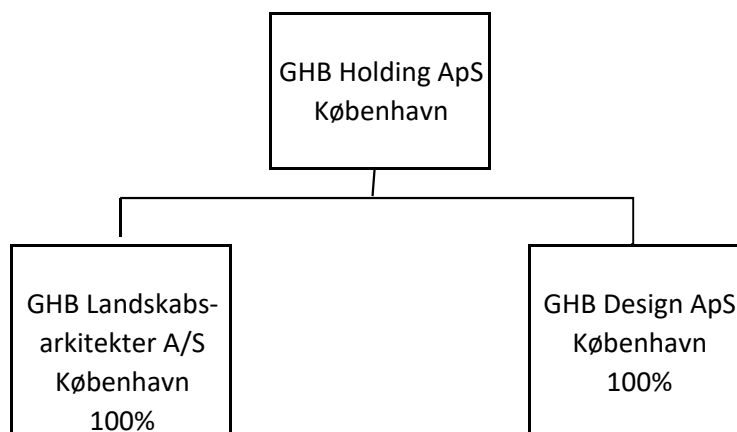 GHB Holding ApS
København
GHB Landskabs-
arkitekter A/S
København
100%
GHB Design ApS
København
100%